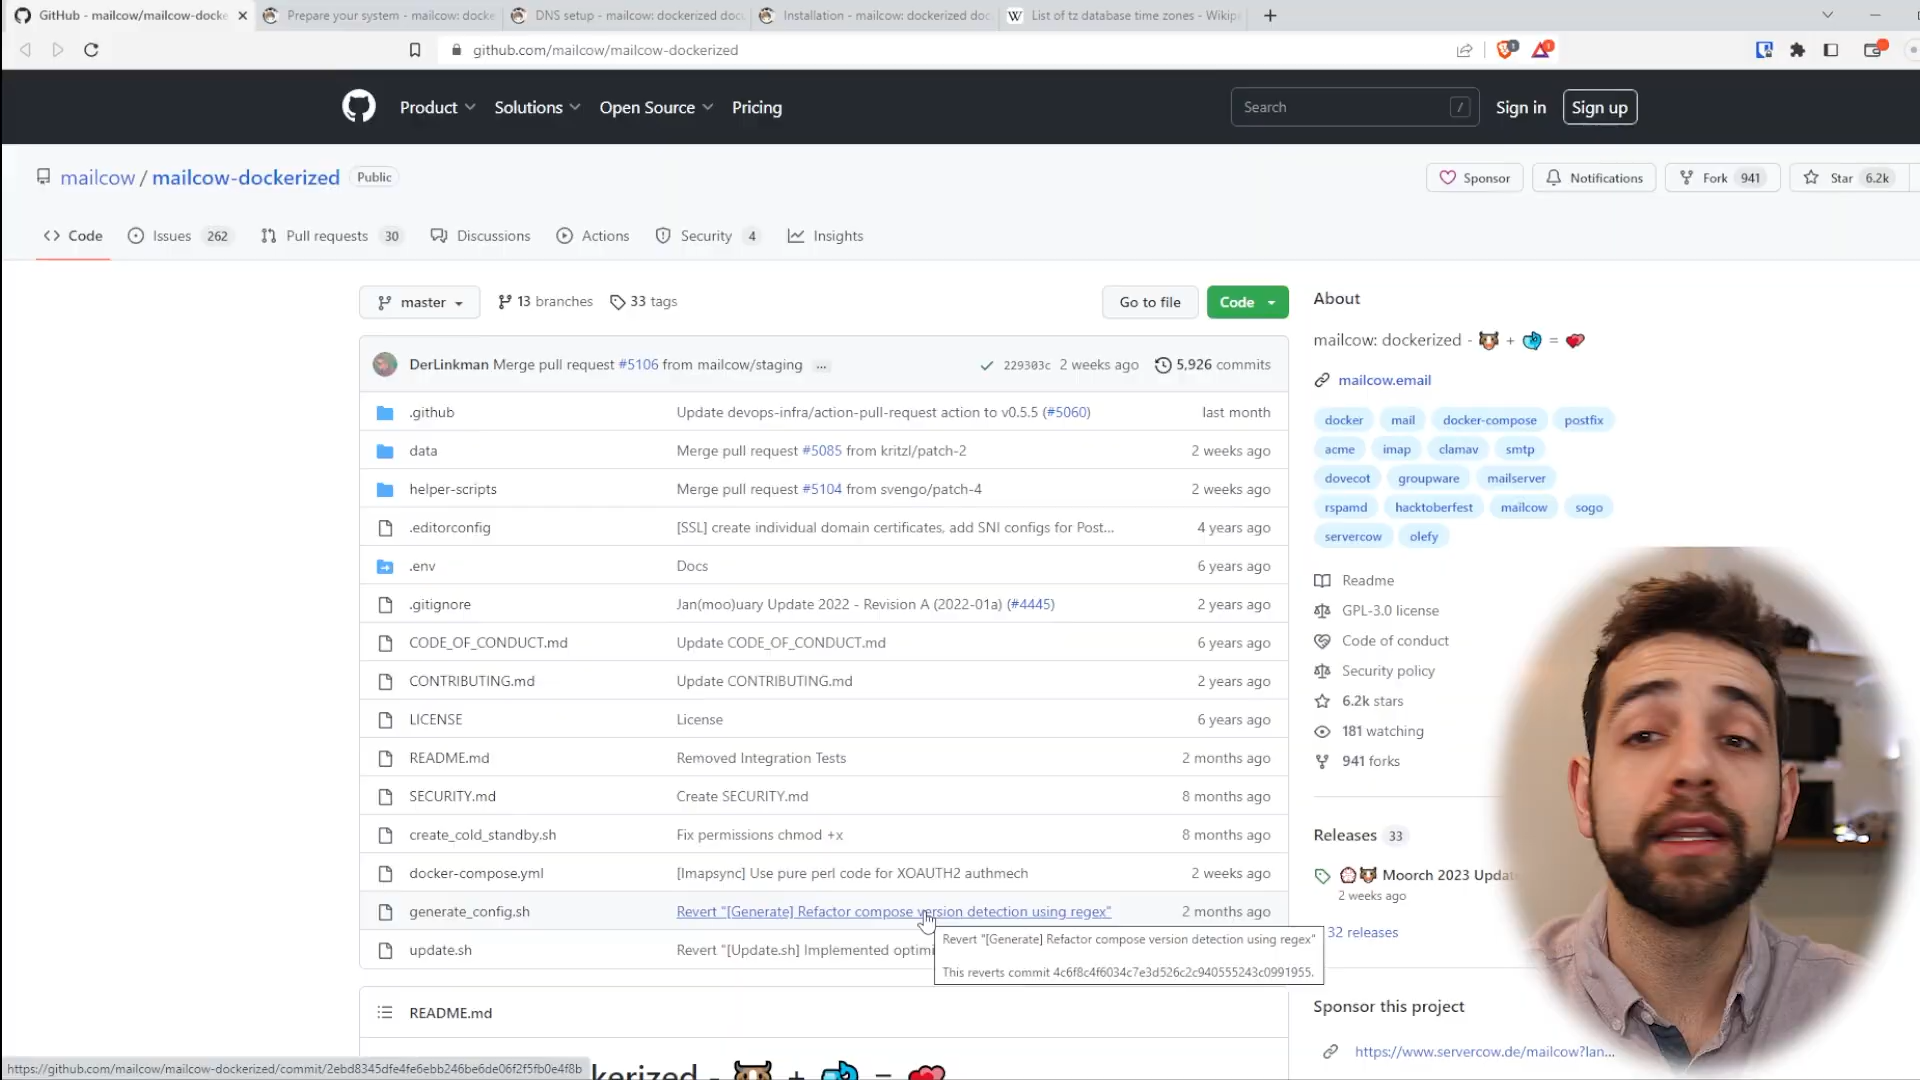 GitHub - mailcow/mailcow-docke
Prepare your system - mailcow: docke
DNS setup - mailcow: dockerized doc
Installation - mailcow: dockerized doc
List of tz database time zones - Wikip
github.com/mailcow/mailcow-dockerized
Product
Solutions
Open Source
Pricing
Search /
Sign in
Sign up
mailcow / mailcow-dockerized Public
Sponsor
Notifications
Fork 941
Star 6.2k
Code
Issues 262
Pull requests 30
Discussions
Actions
Security 4
Insights
master
13 branches
33 tags
Go to file
Code
DerLinkman Merge pull request #5106 from mailcow/staging ... 229303c 2 weeks ago 5,926 commits
.github Update devops-infra/action-pull-request action to v0.5.5 (#5060) last month
data Merge pull request #5085 from kritzl/patch-2 2 weeks ago
helper-scripts Merge pull request #5104 from svengo/patch-4 2 weeks ago
.editorconfig [SSL] create individual domain certificates, add SNI configs for Post... 4 years ago
.env Docs 6 years ago
.gitignore Jan(moo)uary Update 2022 - Revision A (2022-01a) (#4445) 2 years ago
CODE_OF_CONDUCT.md Update CODE_OF_CONDUCT.md 6 years ago
CONTRIBUTING.md Update CONTRIBUTING.md 2 years ago
LICENSE License 6 years ago
README.md Removed Integration Tests 2 months ago
SECURITY.md Create SECURITY.md 8 months ago
create_cold_standby.sh Fix permissions chmod +x 8 months ago
docker-compose.yml [Imapsync] Use pure perl code for XOAUTH2 authmech 2 weeks ago
generate_config.sh Revert "[Generate] Refactor compose version detection using regex" 2 months ago
update.sh Revert "[Update.sh] Implemented optimi
Revert "[Generate] Refactor compose version detection using regex"
This reverts commit 4c6f8c4f6034c7e3d526c2c940555243c0991955.
README.md
kerized - + =
About
mailcow: dockerized - + =
mailcow.email
docker mail docker-compose postfix
acme imap clamav smtp
dovecot groupware mailserver
rspamd hacktoberfest mailcow sogo
servercow olefy
Readme
GPL-3.0 license
Code of conduct
Security policy
6.2k stars
181 watching
941 forks
Releases 33
Moorch 2023 Update
2 weeks ago
32 releases
Sponsor this project
https://www.servercow.de/mailcow?lan...
https://github.com/mailcow/mailcow-dockerized/commit/2ebd8345dfe4fe6ebb246be6de06f2f5fb0e4f8b